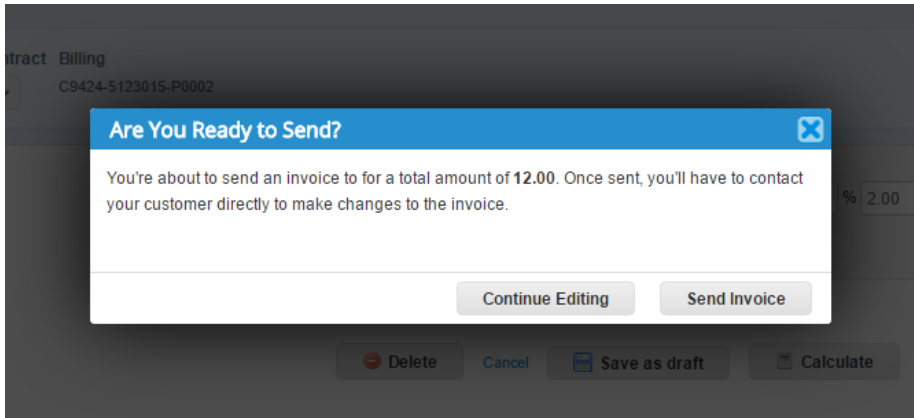 Billing
C9424-5123015-P0002
Are You Ready to Send?
You're about to send an invoice to for a total amount of 12.00. Once sent, you'll have to contact
your customer directly to make changes to the invoice.
% 2.00
Continue Editing Send Invoice
Delete Cancel Save as draft Calculate